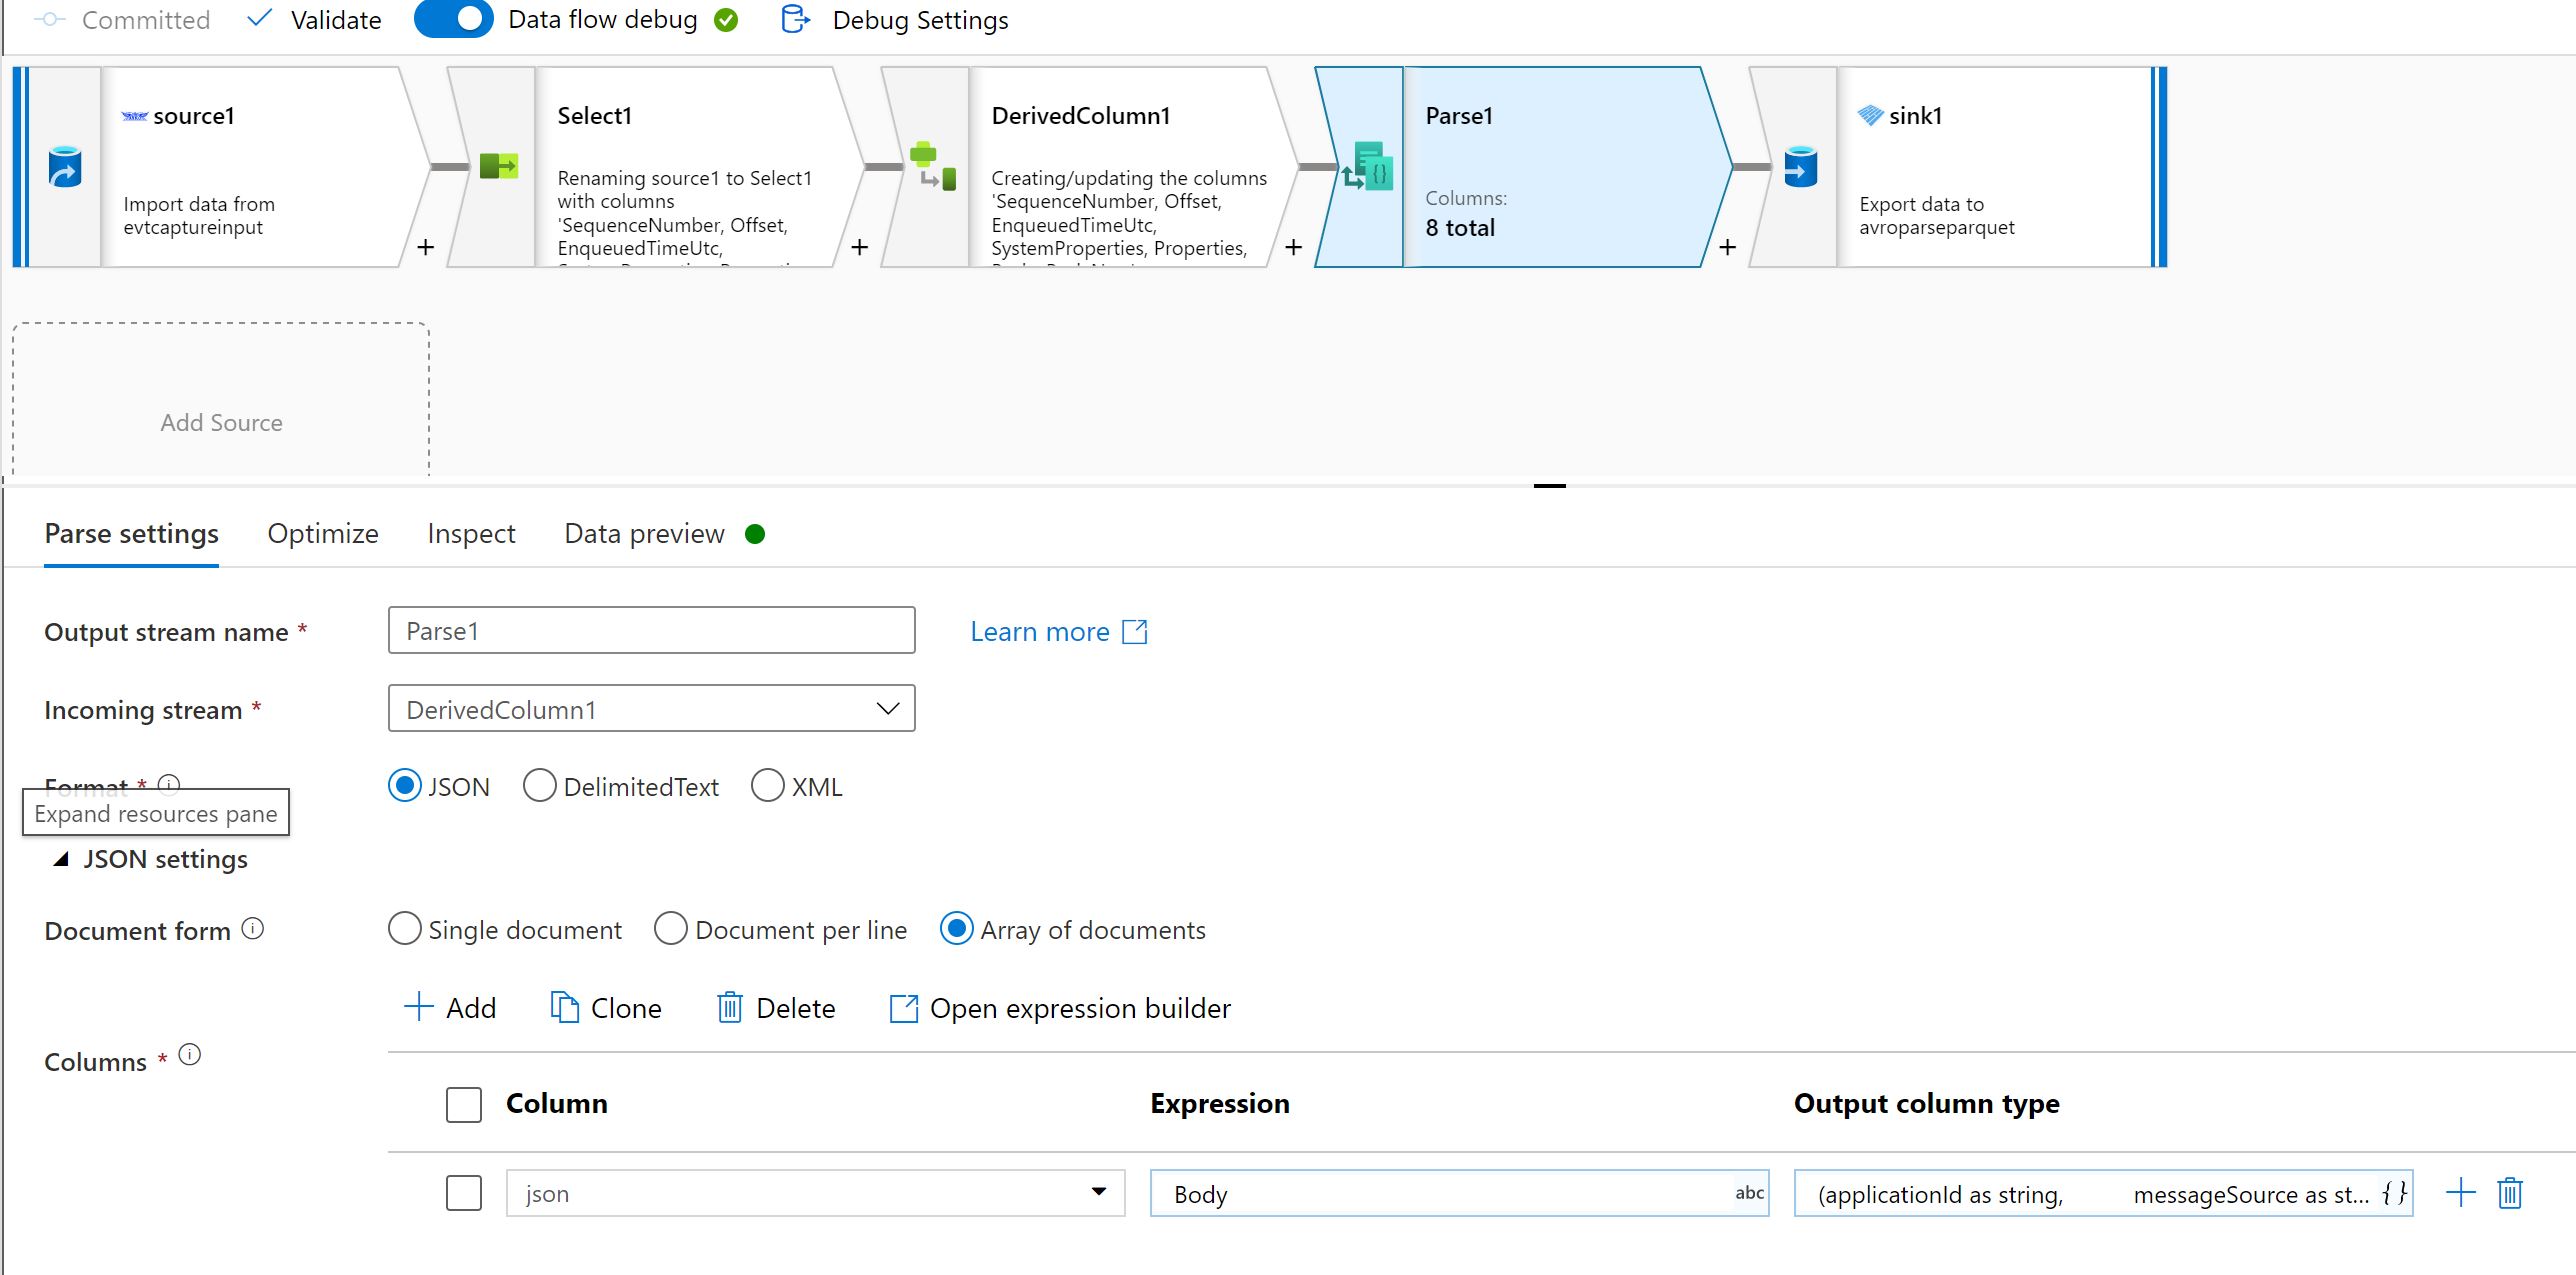 Committed Validate Data flow debug Debug Settings
source1
Import data from
evtcaptureinput
+
Select1
Renaming source1 to Select1
with columns
'SequenceNumber, Offset,
EnqueuedTimeUtc,
+
DerivedColumn1
Creating/updating the columns
'SequenceNumber, Offset,
EnqueuedTimeUtc,
SystemProperties, Properties,
+
Parse1
Columns:
8 total
+
sink1
Export data to
avroparseparquet
Add Source
Parse settings Optimize Inspect Data preview
Output stream name * Parse1 Learn more
Incoming stream * DerivedColumn1
Format * JSON DelimitedText XML
Expand resources pane
JSON settings
Document form Single document Document per line Array of documents
Add Clone Delete Open expression builder
Columns *
Column Expression Output column type
json Body abc (applicationId as string, messageSource as st... {}